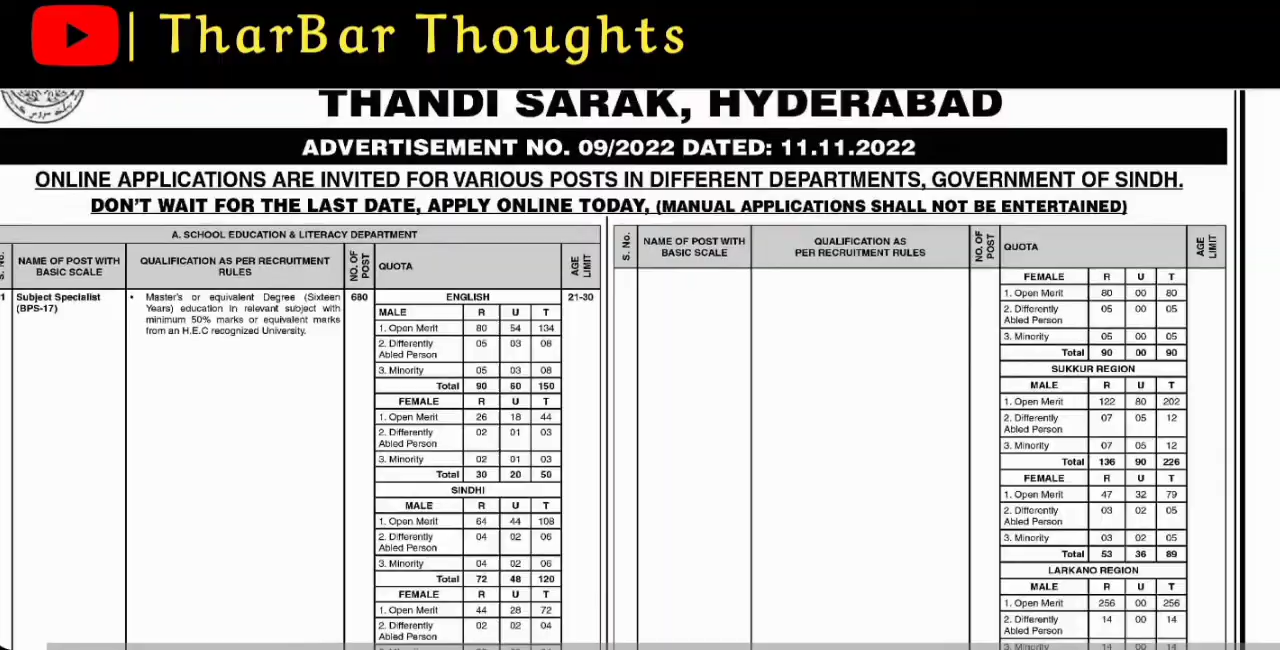 TharBar Thoughts
THANDI SARAK, HYDERABAD
ADVERTISEMENT NO. 09/2022 DATED: 11.11.2022
ONLINE APPLICATIONS ARE INVITED FOR VARIOUS POSTS IN DIFFERENT DEPARTMENTS, GOVERNMENT OF SINDH.
DON'T WAIT FOR THE LAST DATE, APPLY ONLINE TODAY, (MANUAL APPLICATIONS SHALL NOT BE ENTERTAINED)
A. SCHOOL EDUCATION & LITERACY DEPARTMENT
S. No.
NAME OF POST WITH
BASIC SCALE
QUALIFICATION AS PER RECRUITMENT
RULES
NO. OF
POST
QUOTA
AGE
LIMIT
1 Subject Specialist
(BPS-17)
• Master's or equivalent Degree (Sixteen
Years) education in relevant subject with
minimum 50% marks or equivalent marks
from an H.E.C recognized University.
680
21-30
ENGLISH
MALE R U T
1. Open Merit 80 54 134
2. Differently
Abled Person 05 03 08
3. Minority 05 03 08
Total 90 60 150
FEMALE R U T
1. Open Merit 26 18 44
2. Differently
Abled Person 02 01 03
3. Minority 02 01 03
Total 30 20 50
SINDHI
MALE R U T
1. Open Merit 64 44 108
2. Differently
Abled Person 04 02 06
3. Minority 04 02 06
Total 72 48 120
FEMALE R U T
1. Open Merit 44 28 72
2. Differently
Abled Person 02 02 04
S. No.
NAME OF POST WITH
BASIC SCALE
QUALIFICATION AS
PER RECRUITMENT RULES
NO. OF
POST
QUOTA
AGE
LIMIT
FEMALE R U T
1. Open Merit 80 00 80
2. Differently
Abled Person 05 00 05
3. Minority 05 00 05
Total 90 00 90
SUKKUR REGION
MALE R U T
1. Open Merit 122 80 202
2. Differently
Abled Person 07 05 12
3. Minority 07 05 12
Total 136 90 226
FEMALE R U T
1. Open Merit 47 32 79
2. Differently
Abled Person 03 02 05
3. Minority 03 02 05
Total 53 36 89
LARKANO REGION
MALE R U T
1. Open Merit 256 00 256
2. Differently
Abled Person 14 00 14
3. Minority 14 00 14